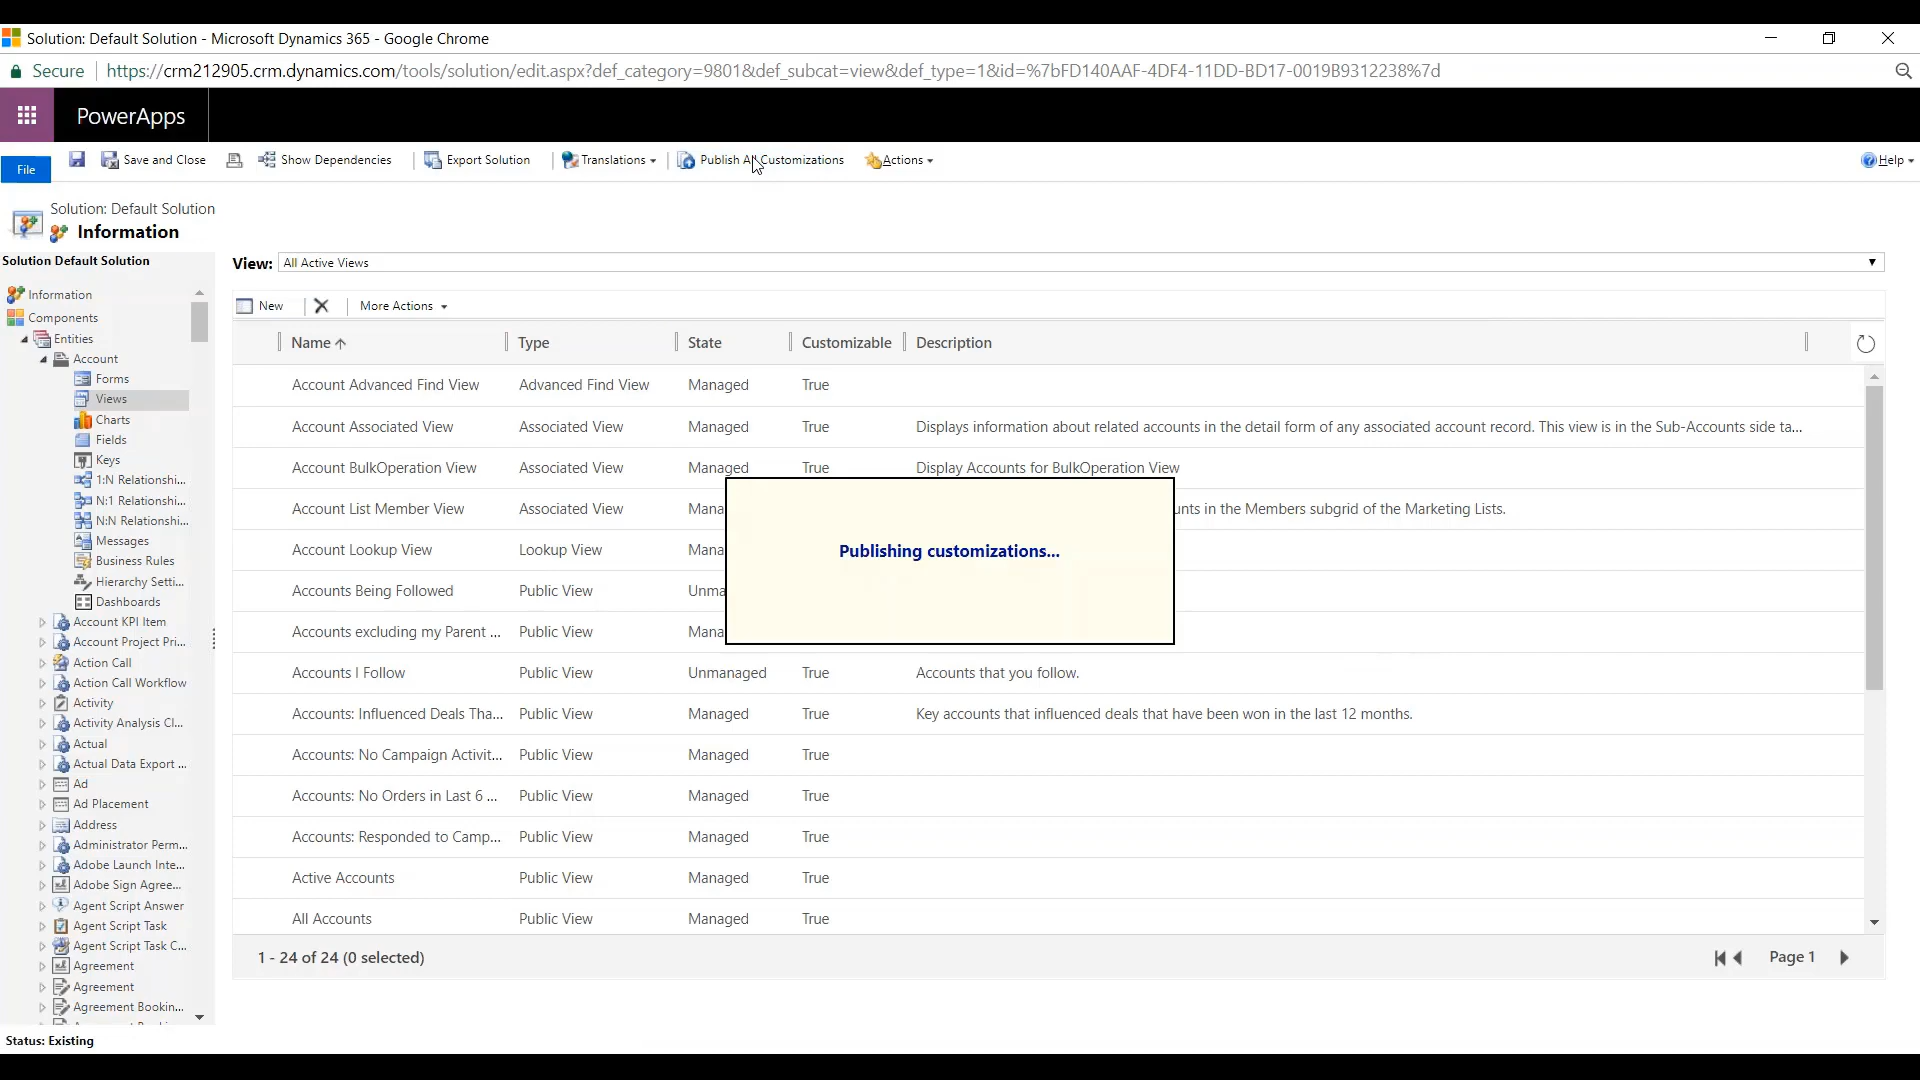 Solution: Default Solution - Microsoft Dynamics 365 - Google Chrome
Secure https://crm212905.crm.dynamics.com/tools/solution/edit.aspx?def_category=9801&def_subcat=view&def_type=1&id=%7bFD140AAF-4DF4-11DD-BD17-0019B9312238%7d
PowerApps
File Save and Close Show Dependencies Export Solution Translations Publish All Customizations Actions Help
Solution: Default Solution
Information
Solution Default Solution
Information
Components
Entities
Account
Forms
Views
Charts
Fields
Keys
1:N Relationshi...
N:1 Relationshi...
N:N Relationshi...
Messages
Business Rules
Hierarchy Setti...
Dashboards
Account KPI Item
Account Project Pri...
Action Call
Action Call Workflow
Activity
Activity Analysis Cl...
Actual
Actual Data Export ...
Ad
Ad Placement
Address
Administrator Perm...
Adobe Launch Inte...
Adobe Sign Agree...
Agent Script Answer
Agent Script Task
Agent Script Task C...
Agreement
Agreement
Agreement Bookin...
View: All Active Views
New More Actions
Name Type State Customizable Description
Account Advanced Find View Advanced Find View Managed True
Account Associated View Associated View Managed True Displays information about related accounts in the detail form of any associated account record. This view is in the Sub-Accounts side ta...
Account BulkOperation View Associated View Managed True Display Accounts for BulkOperation View
Account List Member View Associated View Mana unts in the Members subgrid of the Marketing Lists.
Account Lookup View Lookup View Mana
Accounts Being Followed Public View Unma
Accounts excluding my Parent ... Public View Mana
Publishing customizations...
Accounts I Follow Public View Unmanaged True Accounts that you follow.
Accounts: Influenced Deals Tha... Public View Managed True Key accounts that influenced deals that have been won in the last 12 months.
Accounts: No Campaign Activit... Public View Managed True
Accounts: No Orders in Last 6 ... Public View Managed True
Accounts: Responded to Camp... Public View Managed True
Active Accounts Public View Managed True
All Accounts Public View Managed True
1 - 24 of 24 (0 selected) Page 1
Status: Existing